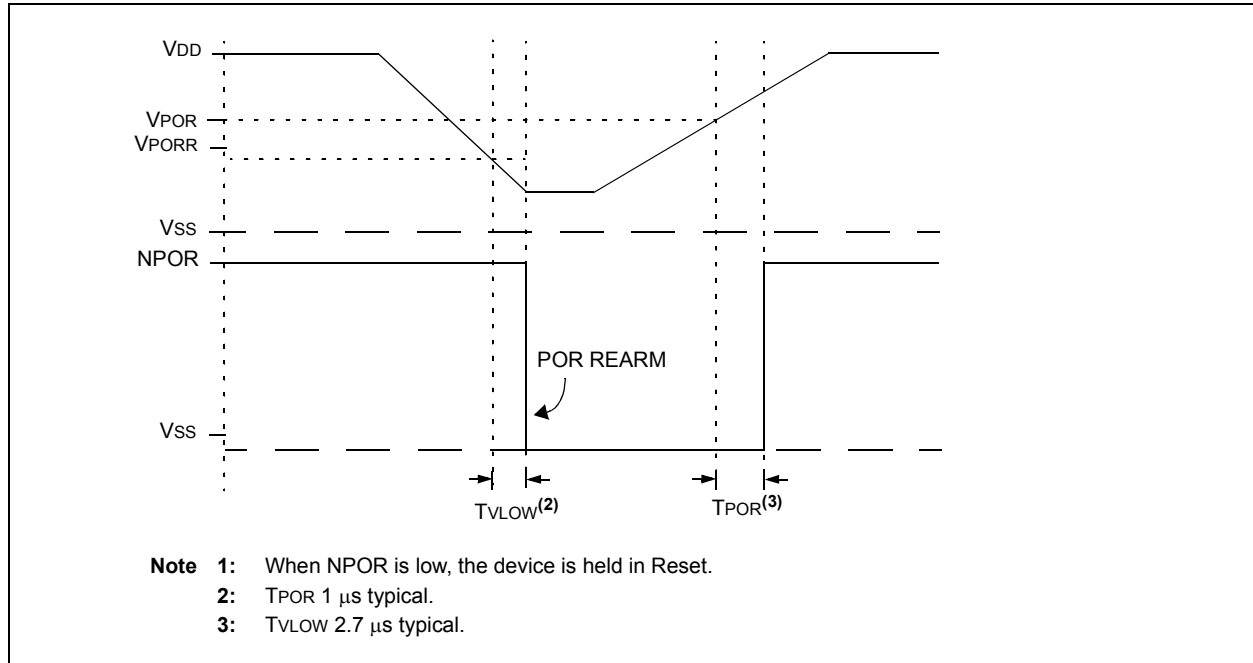 VDD
VPOR
VPORR
VSS
NPOR
POR REARM
VSS
TVLOW(2)
TPOR(3)
Note 1: When NPOR is low, the device is held in Reset.
2: TPOR 1 μs typical.
3: TVLOW 2.7 μs typical.